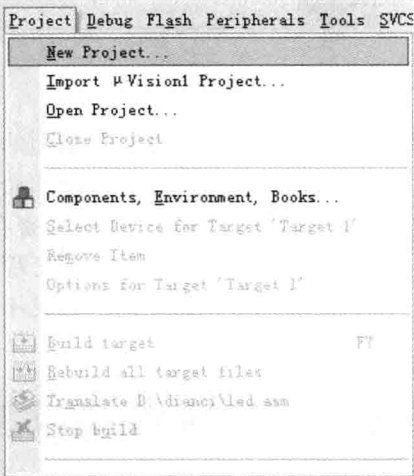 Project Debug Flash Peripherals Tools SVCS
New Project...
Import μVision1 Project...
Open Project...
Close Project
Components, Environment, Books...
Select Device for Target 'Target 1'
Remove Item
Options for Target 'Target 1'
Build target F7
Rebuild all target files
Translate D:\dianci\led.asm
Stop build